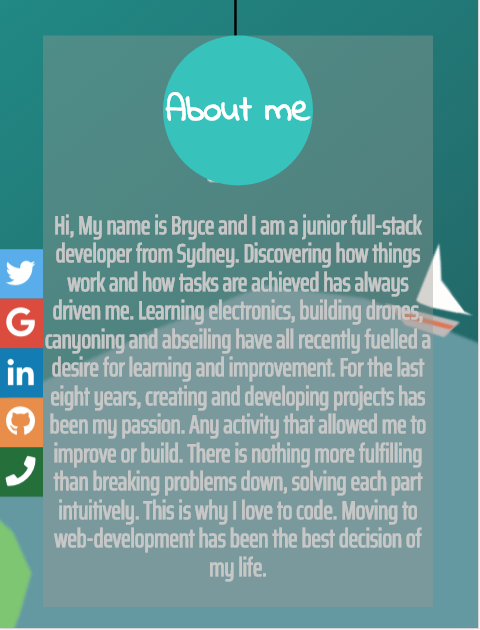 About me
Hi, My name is Bryce and I am a junior full-stack
developer from Sydney. Discovering how things
work and how tasks are achieved has always
driven me. Learning electronics, building drones,
canyoning and abseiling have all recently fuelled a
desire for learning and improvement. For the last
eight years, creating and developing projects has
been my passion. Any activity that allowed me to
improve or build. There is nothing more fulfilling
than breaking problems down, solving each part
intuitively. This is why I love to code. Moving to
web-development has been the best decision of
my life.
G
in